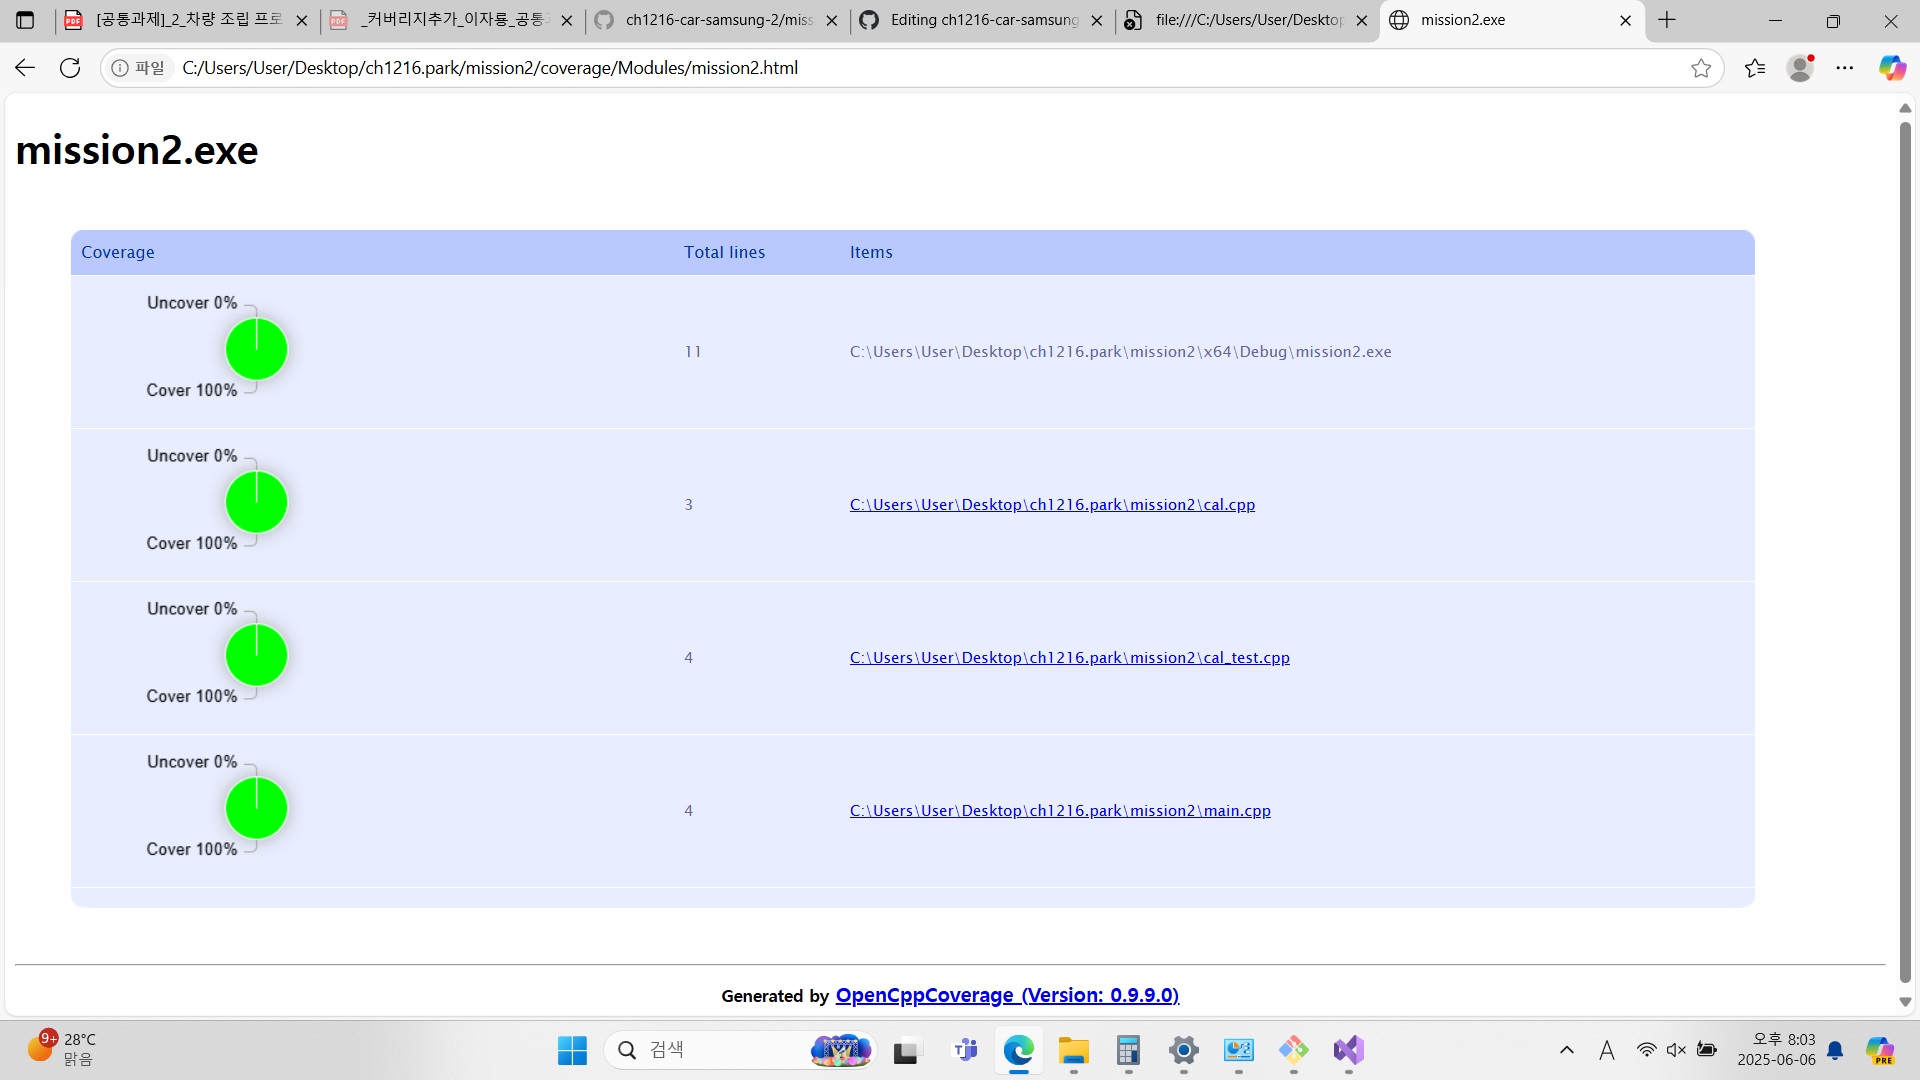 [공통과제]_2_차량 조립 프로
_커버리지추가_이자룡_공통
ch1216-car-samsung-2/miss
Editing ch1216-car-samsung
file:///C:/Users/User/Desktop
mission2.exe
파일
C:/Users/User/Desktop/ch1216.park/mission2/coverage/Modules/mission2.html
mission2.exe
Coverage Total lines Items
Uncover 0%
11 C:\Users\User\Desktop\ch1216.park\mission2\x64\Debug\mission2.exe
Cover 100%
Uncover 0%
3 C:\Users\User\Desktop\ch1216.park\mission2\cal.cpp
Cover 100%
Uncover 0%
4 C:\Users\User\Desktop\ch1216.park\mission2\cal_test.cpp
Cover 100%
Uncover 0%
4 C:\Users\User\Desktop\ch1216.park\mission2\main.cpp
Cover 100%
Generated by OpenCppCoverage (Version: 0.9.9.0)
9+
28°C
맑음
검색
A
오후 8:03
2025-06-06
PRE